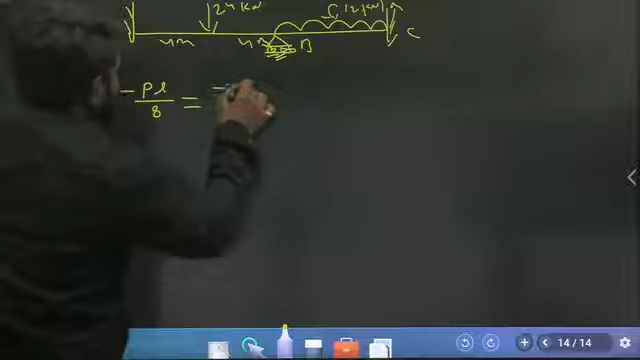 24 kN (12 kN/
4m 4m B C
- Pl/8 = -
14 / 14